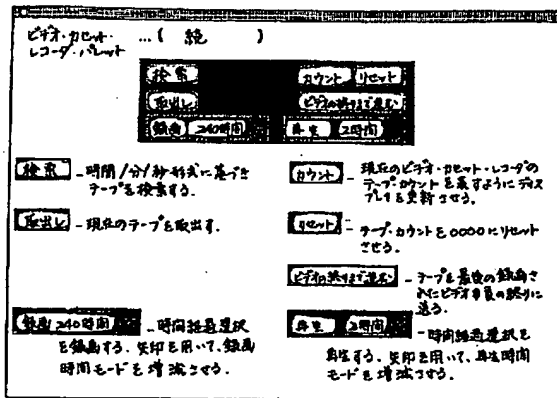 ビデオ・カセット・
レコーダ・パレット ...( 続 )
検索 カウント リセット
取出し ビデオの終りまで進む
録画 240時間 再生 2時間
検索 - 時間/分/秒形式に基づき
テープを検索する.
取出し - 現在のテープを取出す.
録画 240時間 - 時間経過選択
を録画する. 矢印を用いて、録画
時間モードを増減させる.
カウント - 現在のビデオ・カセット・レコーダの
テープ・カウントを表すようにディス
プレイを更新させる.
リセット - テープ・カウントを0000にリセット
させる.
ビデオの終りまで進む - テープを最後の録画さ
れたビデオ
の終りに
送る.
再生 2時間 - 時間経過選択を
再生する. 矢印を用いて、再生時間
モードを増減させる.